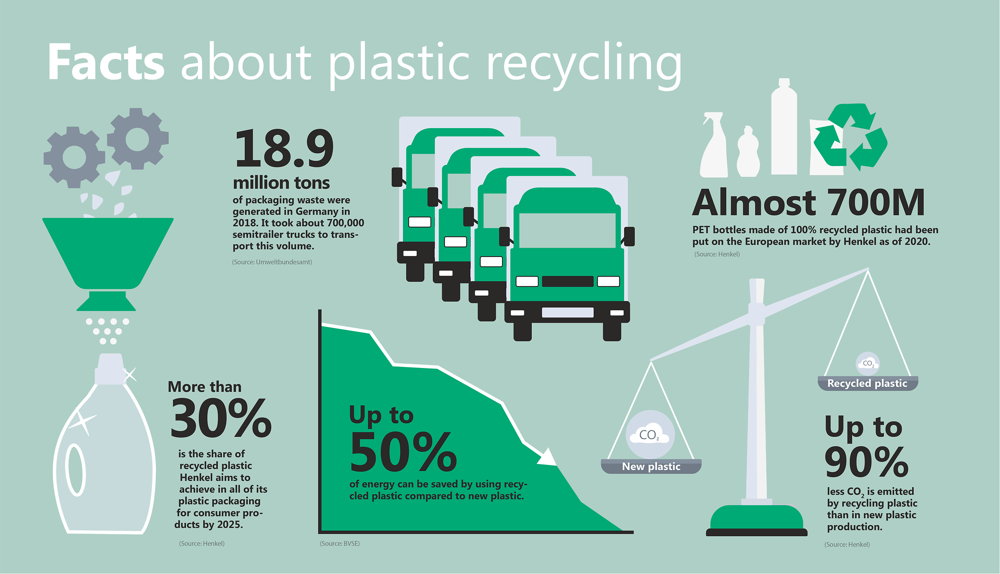 Facts about plastic recycling
18.9
million tons
of packaging waste were
generated in Germany in
2018. It took about 700,000
semitrailer trucks to trans-
port this volume.
(Source: Umweltbundesamt)
Almost 700M
PET bottles made of 100% recycled plastic had been
put on the European market by Henkel as of 2020.
(Source: Henkel)
More than
30%
is the share of
recycled plastic
Henkel aims to
achieve in all of its
plastic packaging
for consumer pro-
ducts by 2025.
(Source: Henkel)
Up to
50%
of energy can be saved by using recy-
cled plastic compared to new plastic.
(Source: BVSE)
CO₂
New plastic
CO₂
Recycled plastic
Up to
90%
less CO₂ is emitted
by recycling plastic
than in new plastic
production.
(Source: Henkel)